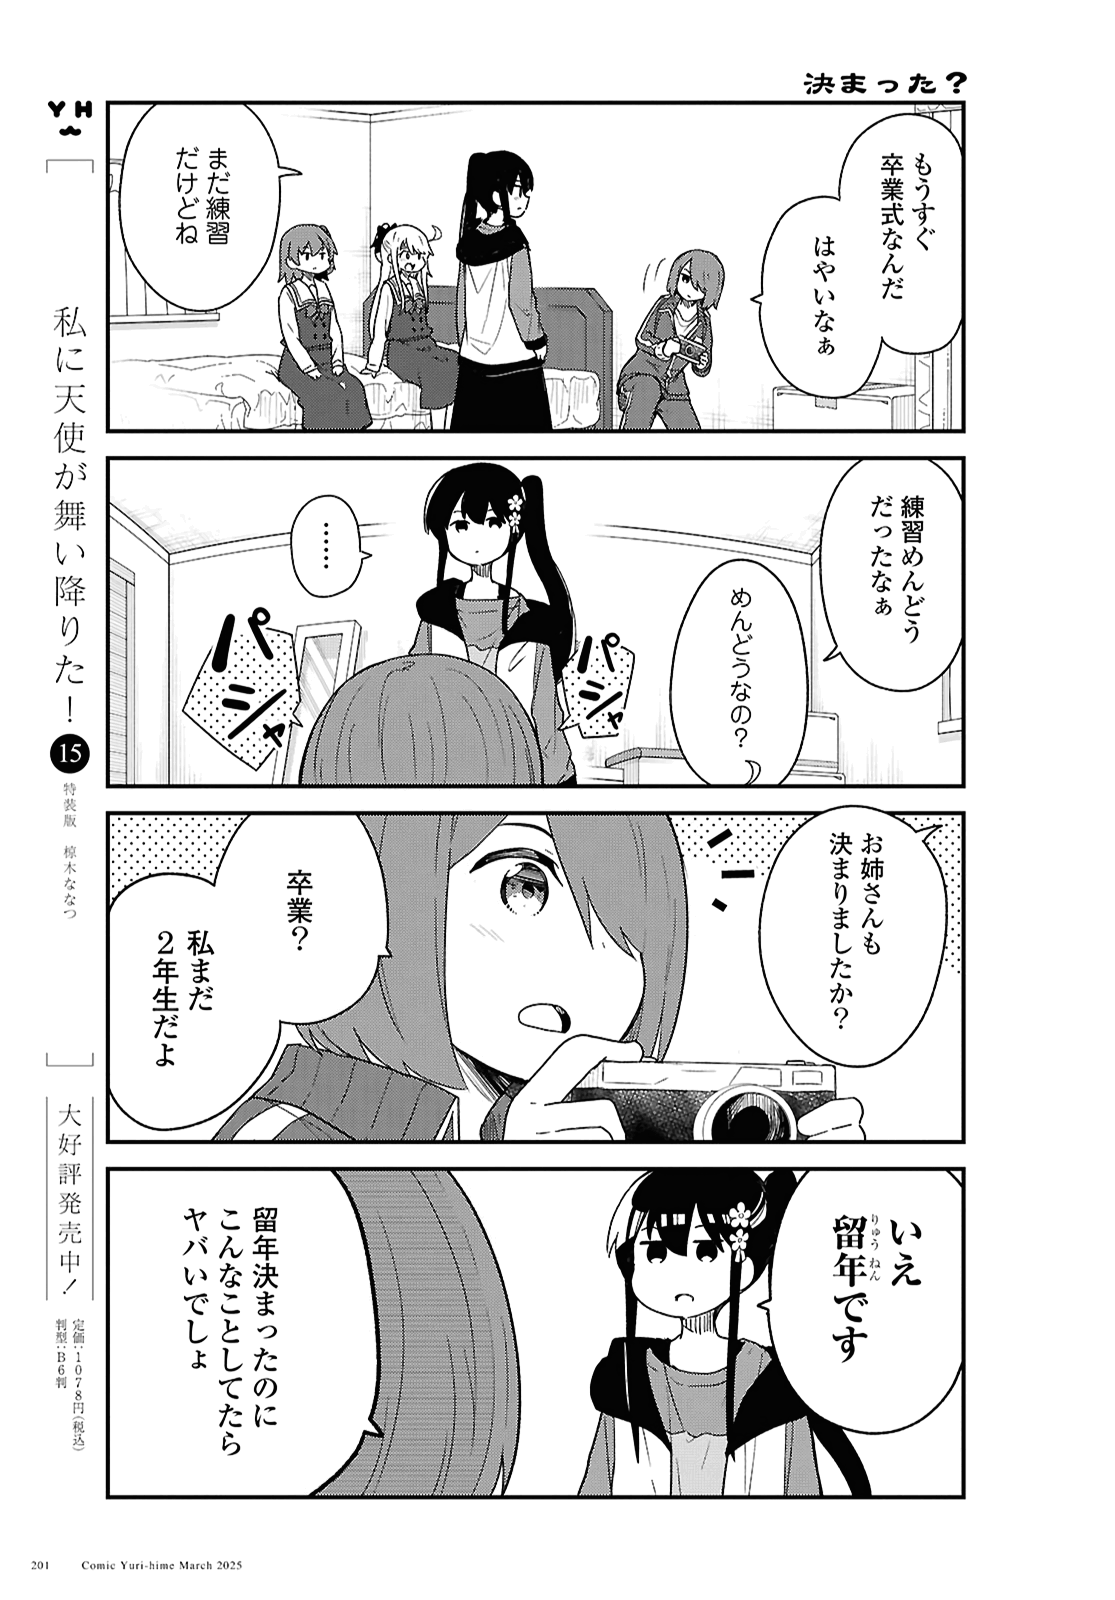 決まった？
もうすぐ
卒業式なんだ
はやいなぁ
まだ練習
だけどね
練習めんどう
だったなぁ
めんどうなの？
パシャ
パシャ
……
お姉さんも
決まりましたか？
卒業？
私まだ
2年生だよ
いえ
留年です
りゅうねん
留年決まったのに
こんなことしてたら
ヤバいでしょ
YH
私に天使が舞い降りた！
15
特装版 椋木ななつ
大好評発売中！
定価：1078円（税込）
判型：B6判
201 Comic Yuri-hime March 2025